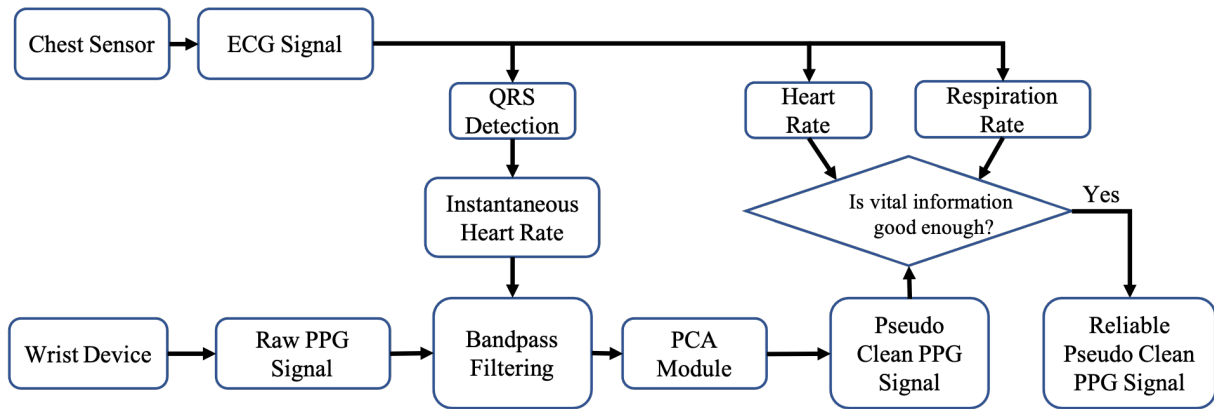 Chest Sensor
ECG Signal
QRS
Detection
Heart
Rate
Respiration
Rate
Instantaneous
Heart Rate
Is vital information
good enough?
Yes
Wrist Device
Raw PPG
Signal
Bandpass
Filtering
PCA
Module
Pseudo
Clean PPG
Signal
Reliable
Pseudo Clean
PPG Signal